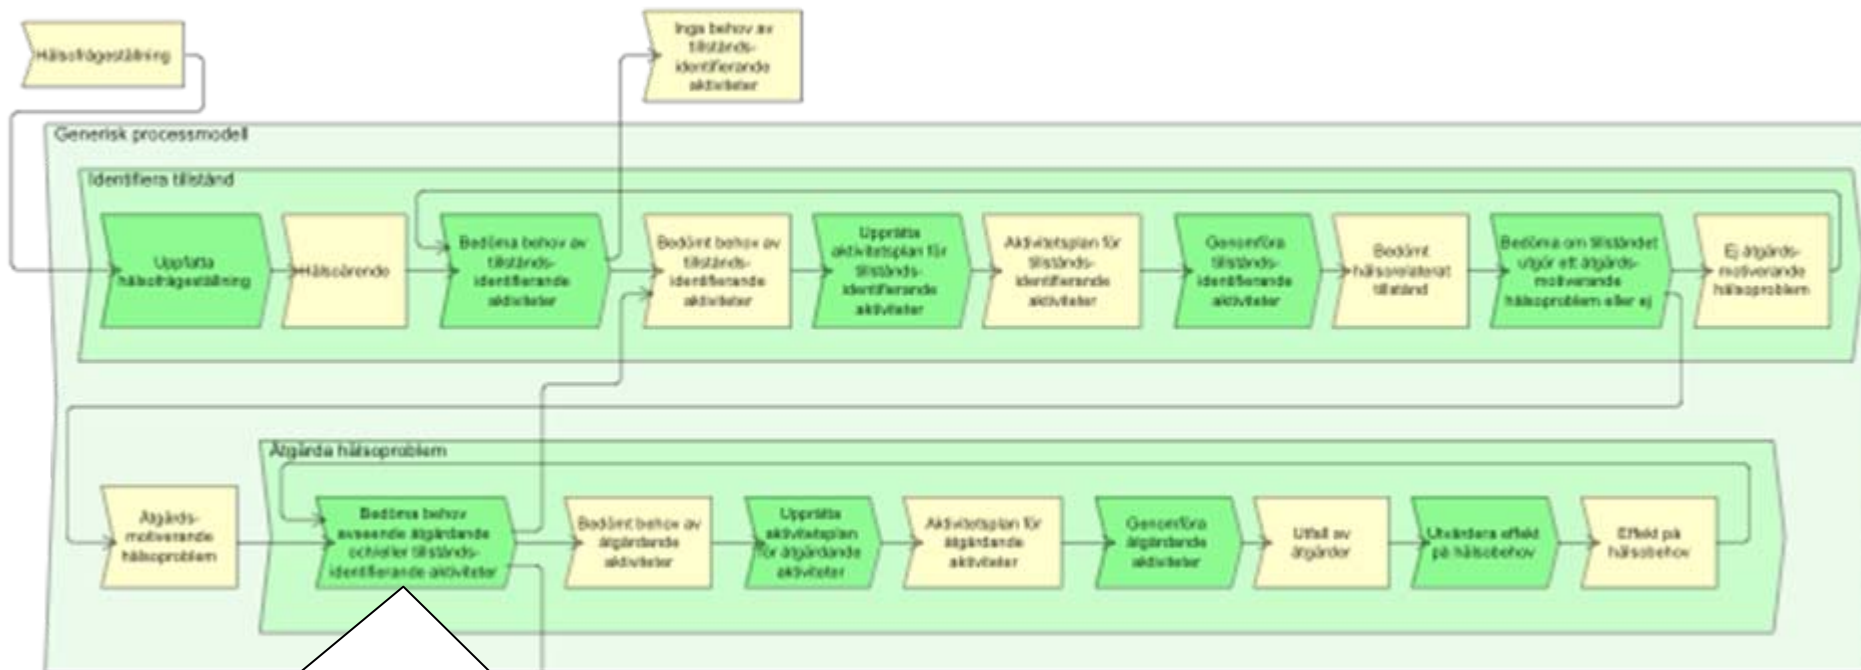 Hälsofrågeställning
Inga behov av
tillstånds-
identifierande
aktiviteter
Generisk processmodell
Identifiera tillstånd
Uppfatta
hälsofrågeställning
Hälsoärende
Bedöma behov av
tillstånds-
identifierande
aktiviteter
Bedömt behov av
tillstånds-
identifierande
aktiviteter
Upprätta
aktivitetsplan för
tillstånds-
identifierande
aktiviteter
Aktivitetsplan för
tillstånds-
identifierande
aktiviteter
Genomföra
tillstånds-
identifierande
aktiviteter
Bedömt
hälsorelaterat
tillstånd
Bedöma om tillståndet
utgör ett åtgärds-
motiverande
hälsoproblem eller ej
Ej åtgärds-
motiverande
hälsoproblem
Åtgärda hälsoproblem
Åtgärds-
motiverande
hälsoproblem
Bedöma behov
avseende åtgärdande
och/eller tillstånds-
identifierande aktiviteter
Bedömt behov av
åtgärdande
aktiviteter
Upprätta
aktivitetsplan
för åtgärdande
aktiviteter
Aktivitetsplan för
åtgärdande
aktiviteter
Genomföra
åtgärdande
aktiviteter
Utfall av
åtgärder
Utvärdera effekt
på hälsobehov
Effekt på
hälsobehov